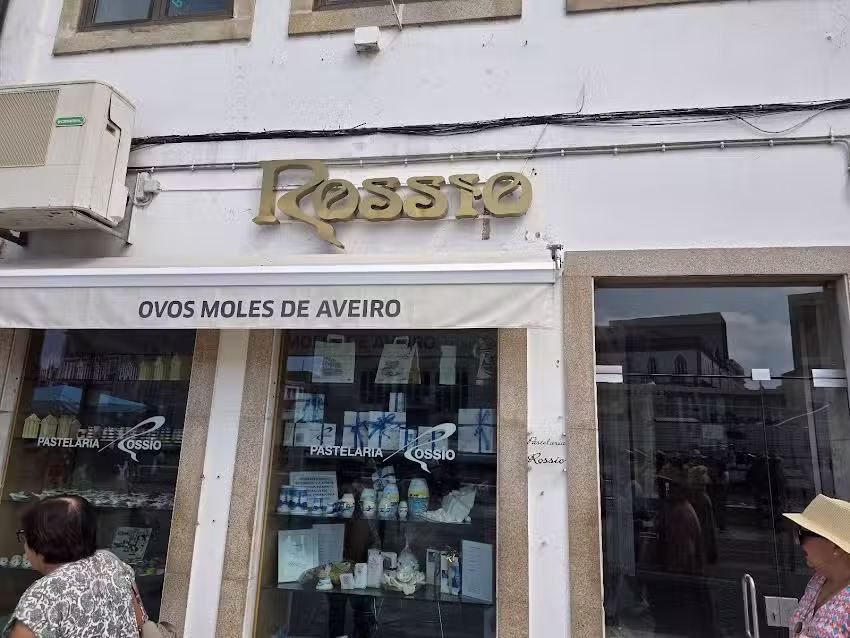 Rossio
OVOS MOLES DE AVEIRO
PASTELARIA Rossio
PASTELARIA Rossio
Pastelaria
Rossio